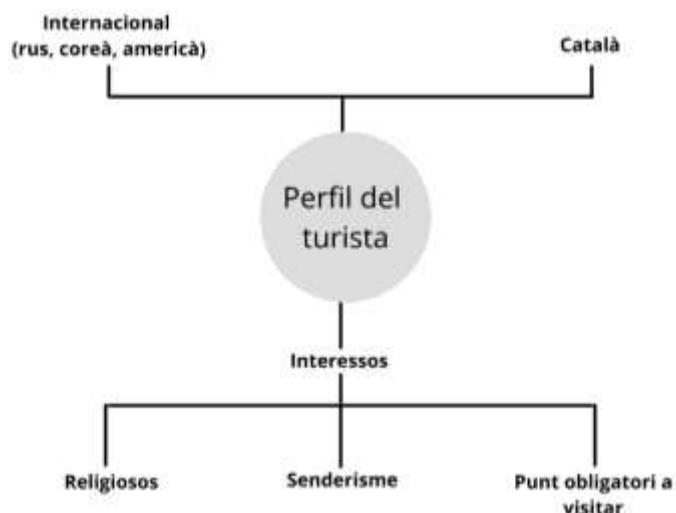 Internacional
(rus, coreà, americà)
Català
Perfil del
turista
Interessos
Religiosos
Senderisme
Punt obligatori a
visitar